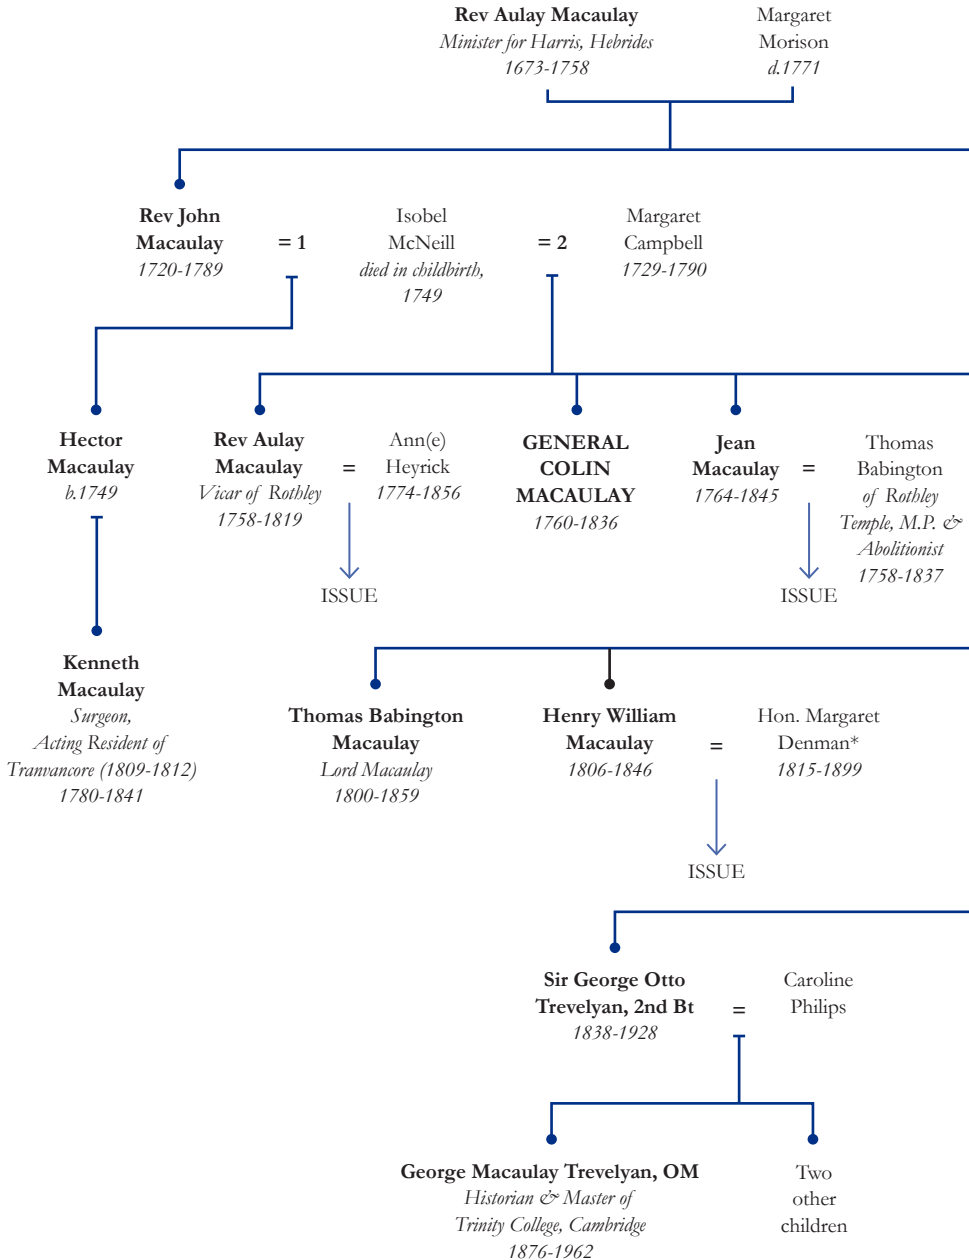 Rev Aulay Macaulay
Minister for Harris, Hebrides
1673-1758
Margaret
Morison
d.1771
Rev John
Macaulay
1720-1789
= 1
Isobel
McNeill
died in childbirth,
1749
= 2
Margaret
Campbell
1729-1790
Hector
Macaulay
b.1749
Rev Aulay
Macaulay
Vicar of Rothley
1758-1819
=
Ann(e)
Heyrick
1774-1856
GENERAL
COLIN
MACAULAY
1760-1836
Jean
Macaulay
1764-1845
=
Thomas
Babington
of Rothley
Temple, M.P. &
Abolitionist
1758-1837
ISSUE
ISSUE
Kenneth
Macaulay
Surgeon,
Acting Resident of
Tranvancore (1809-1812)
1780-1841
Thomas Babington
Macaulay
Lord Macaulay
1800-1859
Henry William
Macaulay
1806-1846
=
Hon. Margaret
Denman*
1815-1899
ISSUE
Sir George Otto
Trevelyan, 2nd Bt
1838-1928
=
Caroline
Philips
George Macaulay Trevelyan, OM
Historian & Master of
Trinity College, Cambridge
1876-1962
Two
other
children